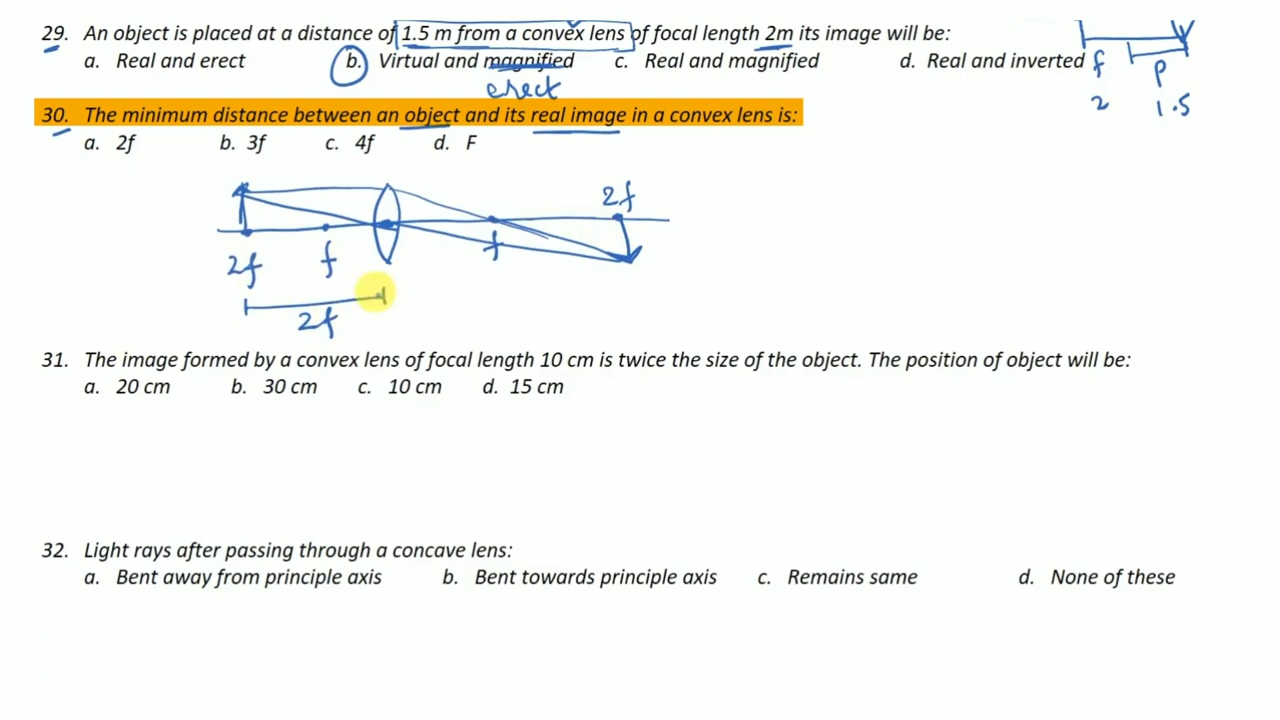 29. An object is placed at a distance of 1.5 m from a convex lens of focal length 2m its image will be:
a. Real and erect b. Virtual and magnified c. Real and magnified d. Real and inverted
erect
f P
2 1.5
30. The minimum distance between an object and its real image in a convex lens is:
a. 2f b. 3f c. 4f d. F
2f
2f f f
2f
31. The image formed by a convex lens of focal length 10 cm is twice the size of the object. The position of object will be:
a. 20 cm b. 30 cm c. 10 cm d. 15 cm
32. Light rays after passing through a concave lens:
a. Bent away from principle axis b. Bent towards principle axis c. Remains same d. None of these